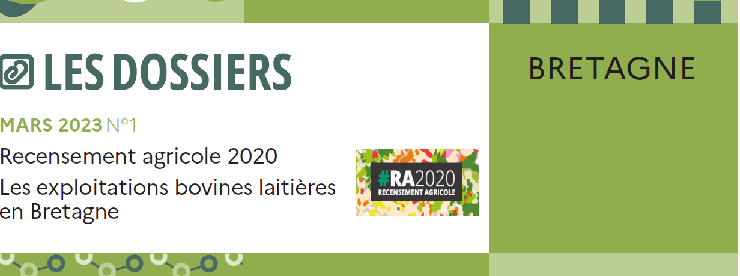 LES DOSSIERS
BRETAGNE
MARS 2023 N°1
Recensement agricole 2020
Les exploitations bovines laitières
en Bretagne
#RA2020
RECENSEMENT AGRICOLE